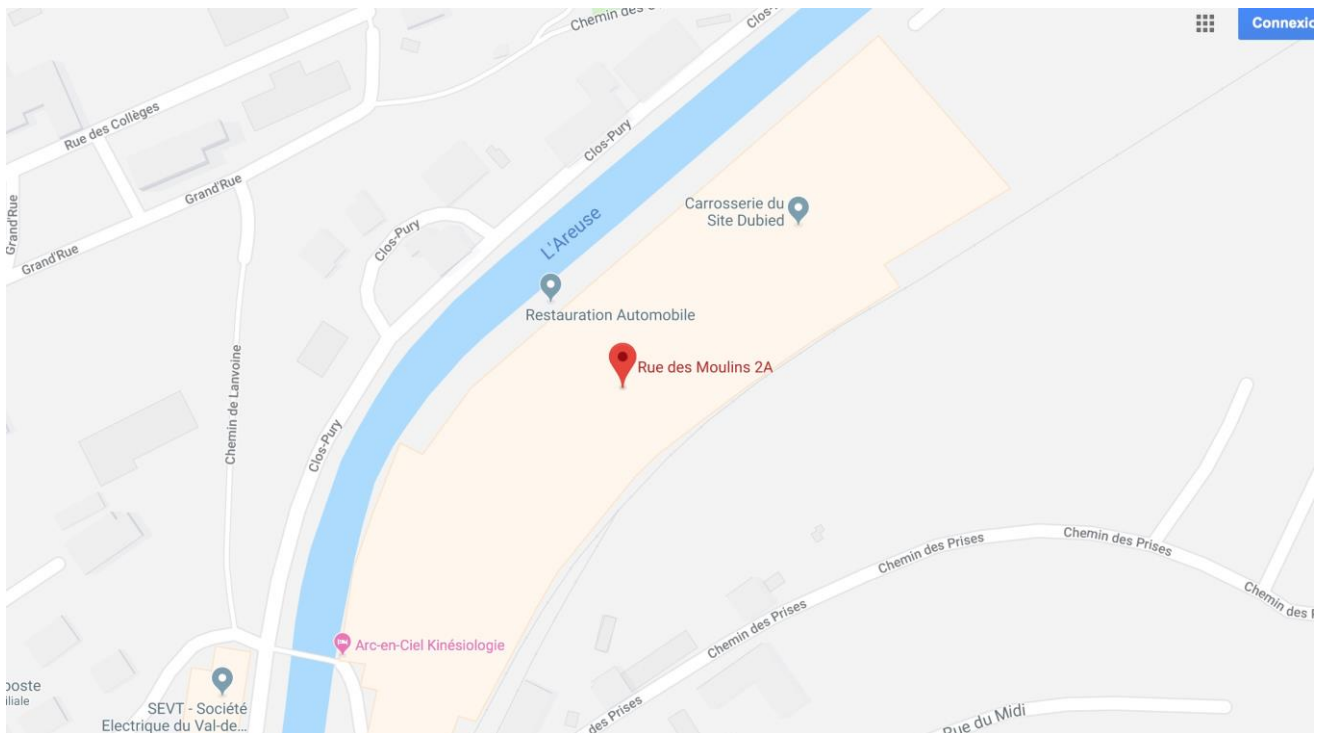 Chemin des
Clos-
Connexio
Rue des Collèges
Clos-Pury
Grand'Rue
Grand'Rue
Grand'Rue
Carrosserie du
Site Dubied
L'Areuse
Clos-Pury
Restauration Automobile
Rue des Moulins 2A
Chemin de Lanvoine
Clos-Pury
Chemin des Prises
Chemin des Prises
Chemin des
Chemin des Prises
Arc-en-Ciel Kinésiologie
poste
iliale
SEVT - Société
Electrique du Val-de...
des Prises
Rue du Midi